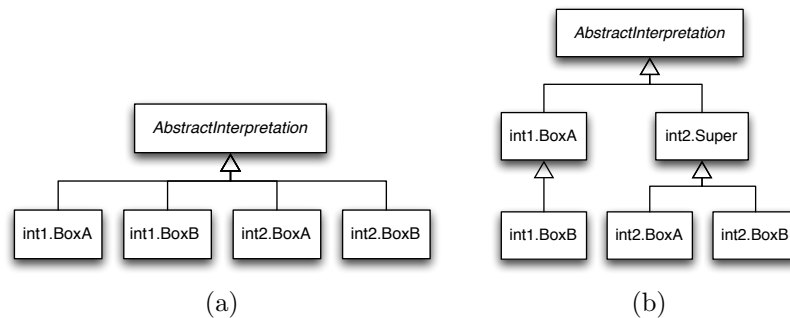 AbstractInterpretation
int1.BoxA int1.BoxB int2.BoxA int2.BoxB
(a)
AbstractInterpretation
int1.BoxA int2.Super
int1.BoxB int2.BoxA int2.BoxB
(b)